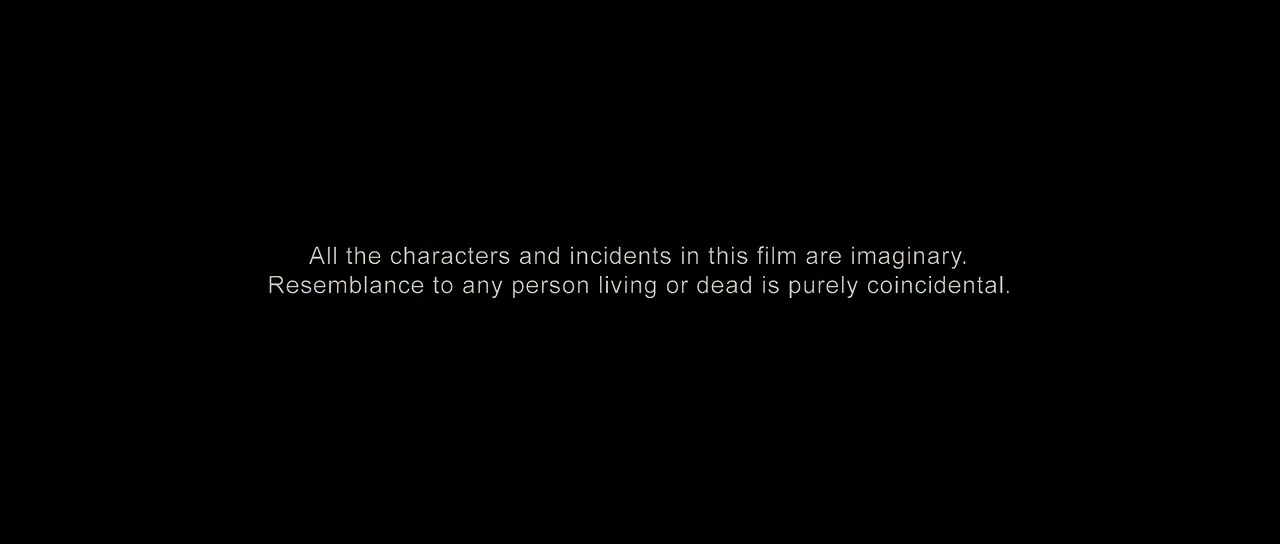 All the characters and incidents in this film are imaginary.
Resemblance to any person living or dead is purely coincidental.